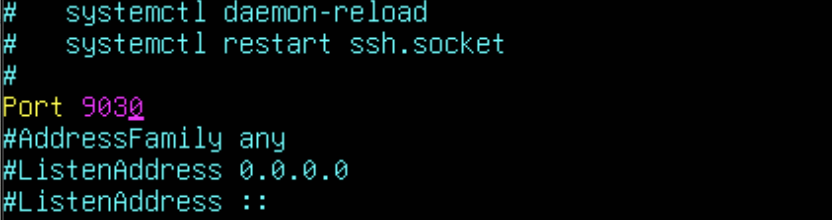 #   systemctl daemon-reload
#   systemctl restart ssh.socket
#
Port 9030
#AddressFamily any
#ListenAddress 0.0.0.0
#ListenAddress ::